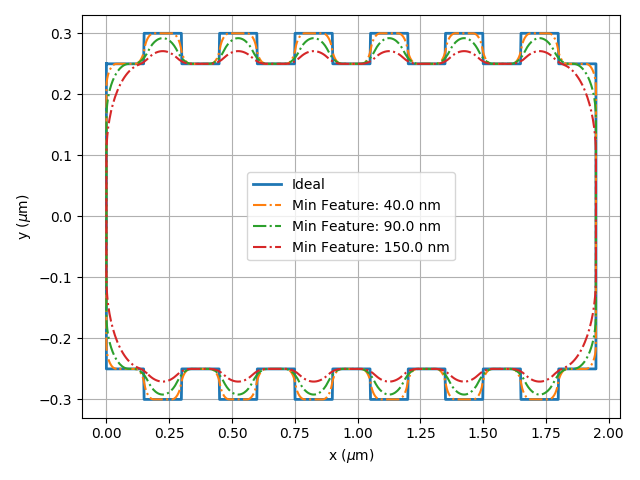 0.3
0.2
0.1
0.0
−0.1
−0.2
−0.3
y (μm)
Ideal
Min Feature: 40.0 nm
Min Feature: 90.0 nm
Min Feature: 150.0 nm
0.00 0.25 0.50 0.75 1.00 1.25 1.50 1.75 2.00
x (μm)